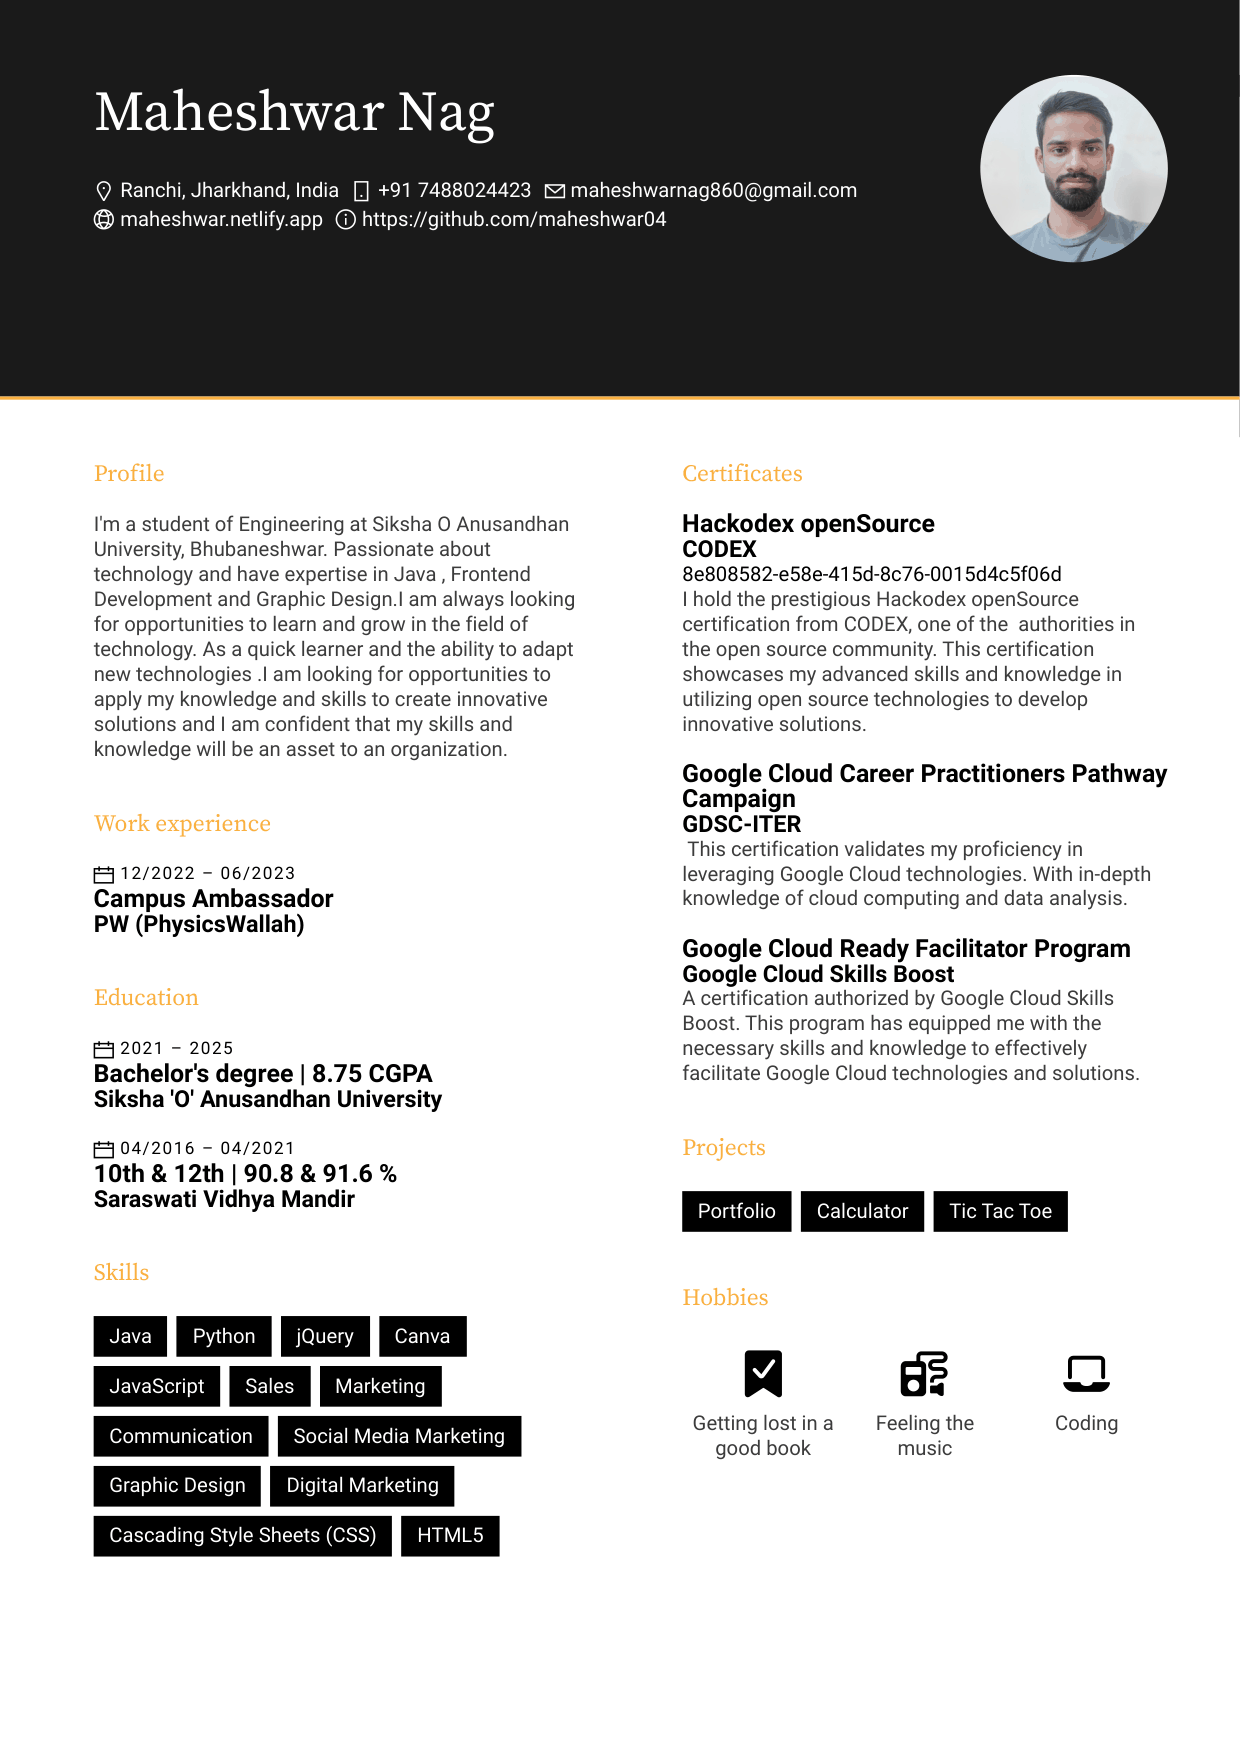 Maheshwar Nag
Ranchi, Jharkhand, India +91 7488024423 maheshwarnag860@gmail.com
maheshwar.netlify.app https://github.com/maheshwar04
Profile
I'm a student of Engineering at Siksha O Anusandhan
University, Bhubaneshwar. Passionate about
technology and have expertise in Java , Frontend
Development and Graphic Design.I am always looking
for opportunities to learn and grow in the field of
technology. As a quick learner and the ability to adapt
new technologies .I am looking for opportunities to
apply my knowledge and skills to create innovative
solutions and I am confident that my skills and
knowledge will be an asset to an organization.
Work experience
12/2022 – 06/2023
Campus Ambassador
PW (PhysicsWallah)
Education
2021 – 2025
Bachelor's degree | 8.75 CGPA
Siksha 'O' Anusandhan University
04/2016 – 04/2021
10th & 12th | 90.8 & 91.6 %
Saraswati Vidhya Mandir
Skills
Java Python jQuery Canva
JavaScript Sales Marketing
Communication Social Media Marketing
Graphic Design Digital Marketing
Cascading Style Sheets (CSS) HTML5
Certificates
Hackodex openSource
CODEX
8e808582-e58e-415d-8c76-0015d4c5f06d
I hold the prestigious Hackodex openSource
certification from CODEX, one of the  authorities in
the open source community. This certification
showcases my advanced skills and knowledge in
utilizing open source technologies to develop
innovative solutions.
Google Cloud Career Practitioners Pathway
Campaign
GDSC-ITER
This certification validates my proficiency in
leveraging Google Cloud technologies. With in-depth
knowledge of cloud computing and data analysis.
Google Cloud Ready Facilitator Program
Google Cloud Skills Boost
A certification authorized by Google Cloud Skills
Boost. This program has equipped me with the
necessary skills and knowledge to effectively
facilitate Google Cloud technologies and solutions.
Projects
Portfolio Calculator Tic Tac Toe
Hobbies
Getting lost in a
good book
Feeling the
music
Coding